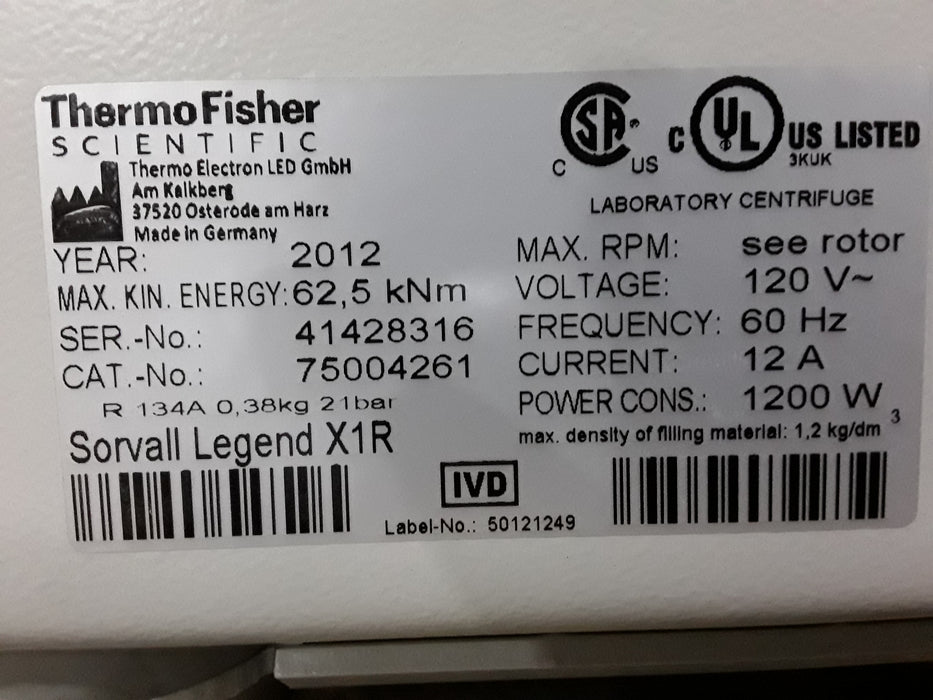 ThermoFisher
SCIENTIFIC
Thermo Electron LED GmbH
Am Kalkberg
37520 Osterode am Harz
Made in Germany
YEAR: 2012
MAX. KIN. ENERGY: 62,5 kNm
SER.-No.: 41428316
CAT.-No.: 75004261
R 134A 0,38kg 21bar
Sorvall Legend X1R
C SA US
C UL US LISTED
3KUK
LABORATORY CENTRIFUGE
MAX. RPM: see rotor
VOLTAGE: 120 V~
FREQUENCY: 60 Hz
CURRENT: 12 A
POWER CONS.: 1200 W
max. density of filling material: 1,2 kg/dm³
IVD
Label-No.: 50121249